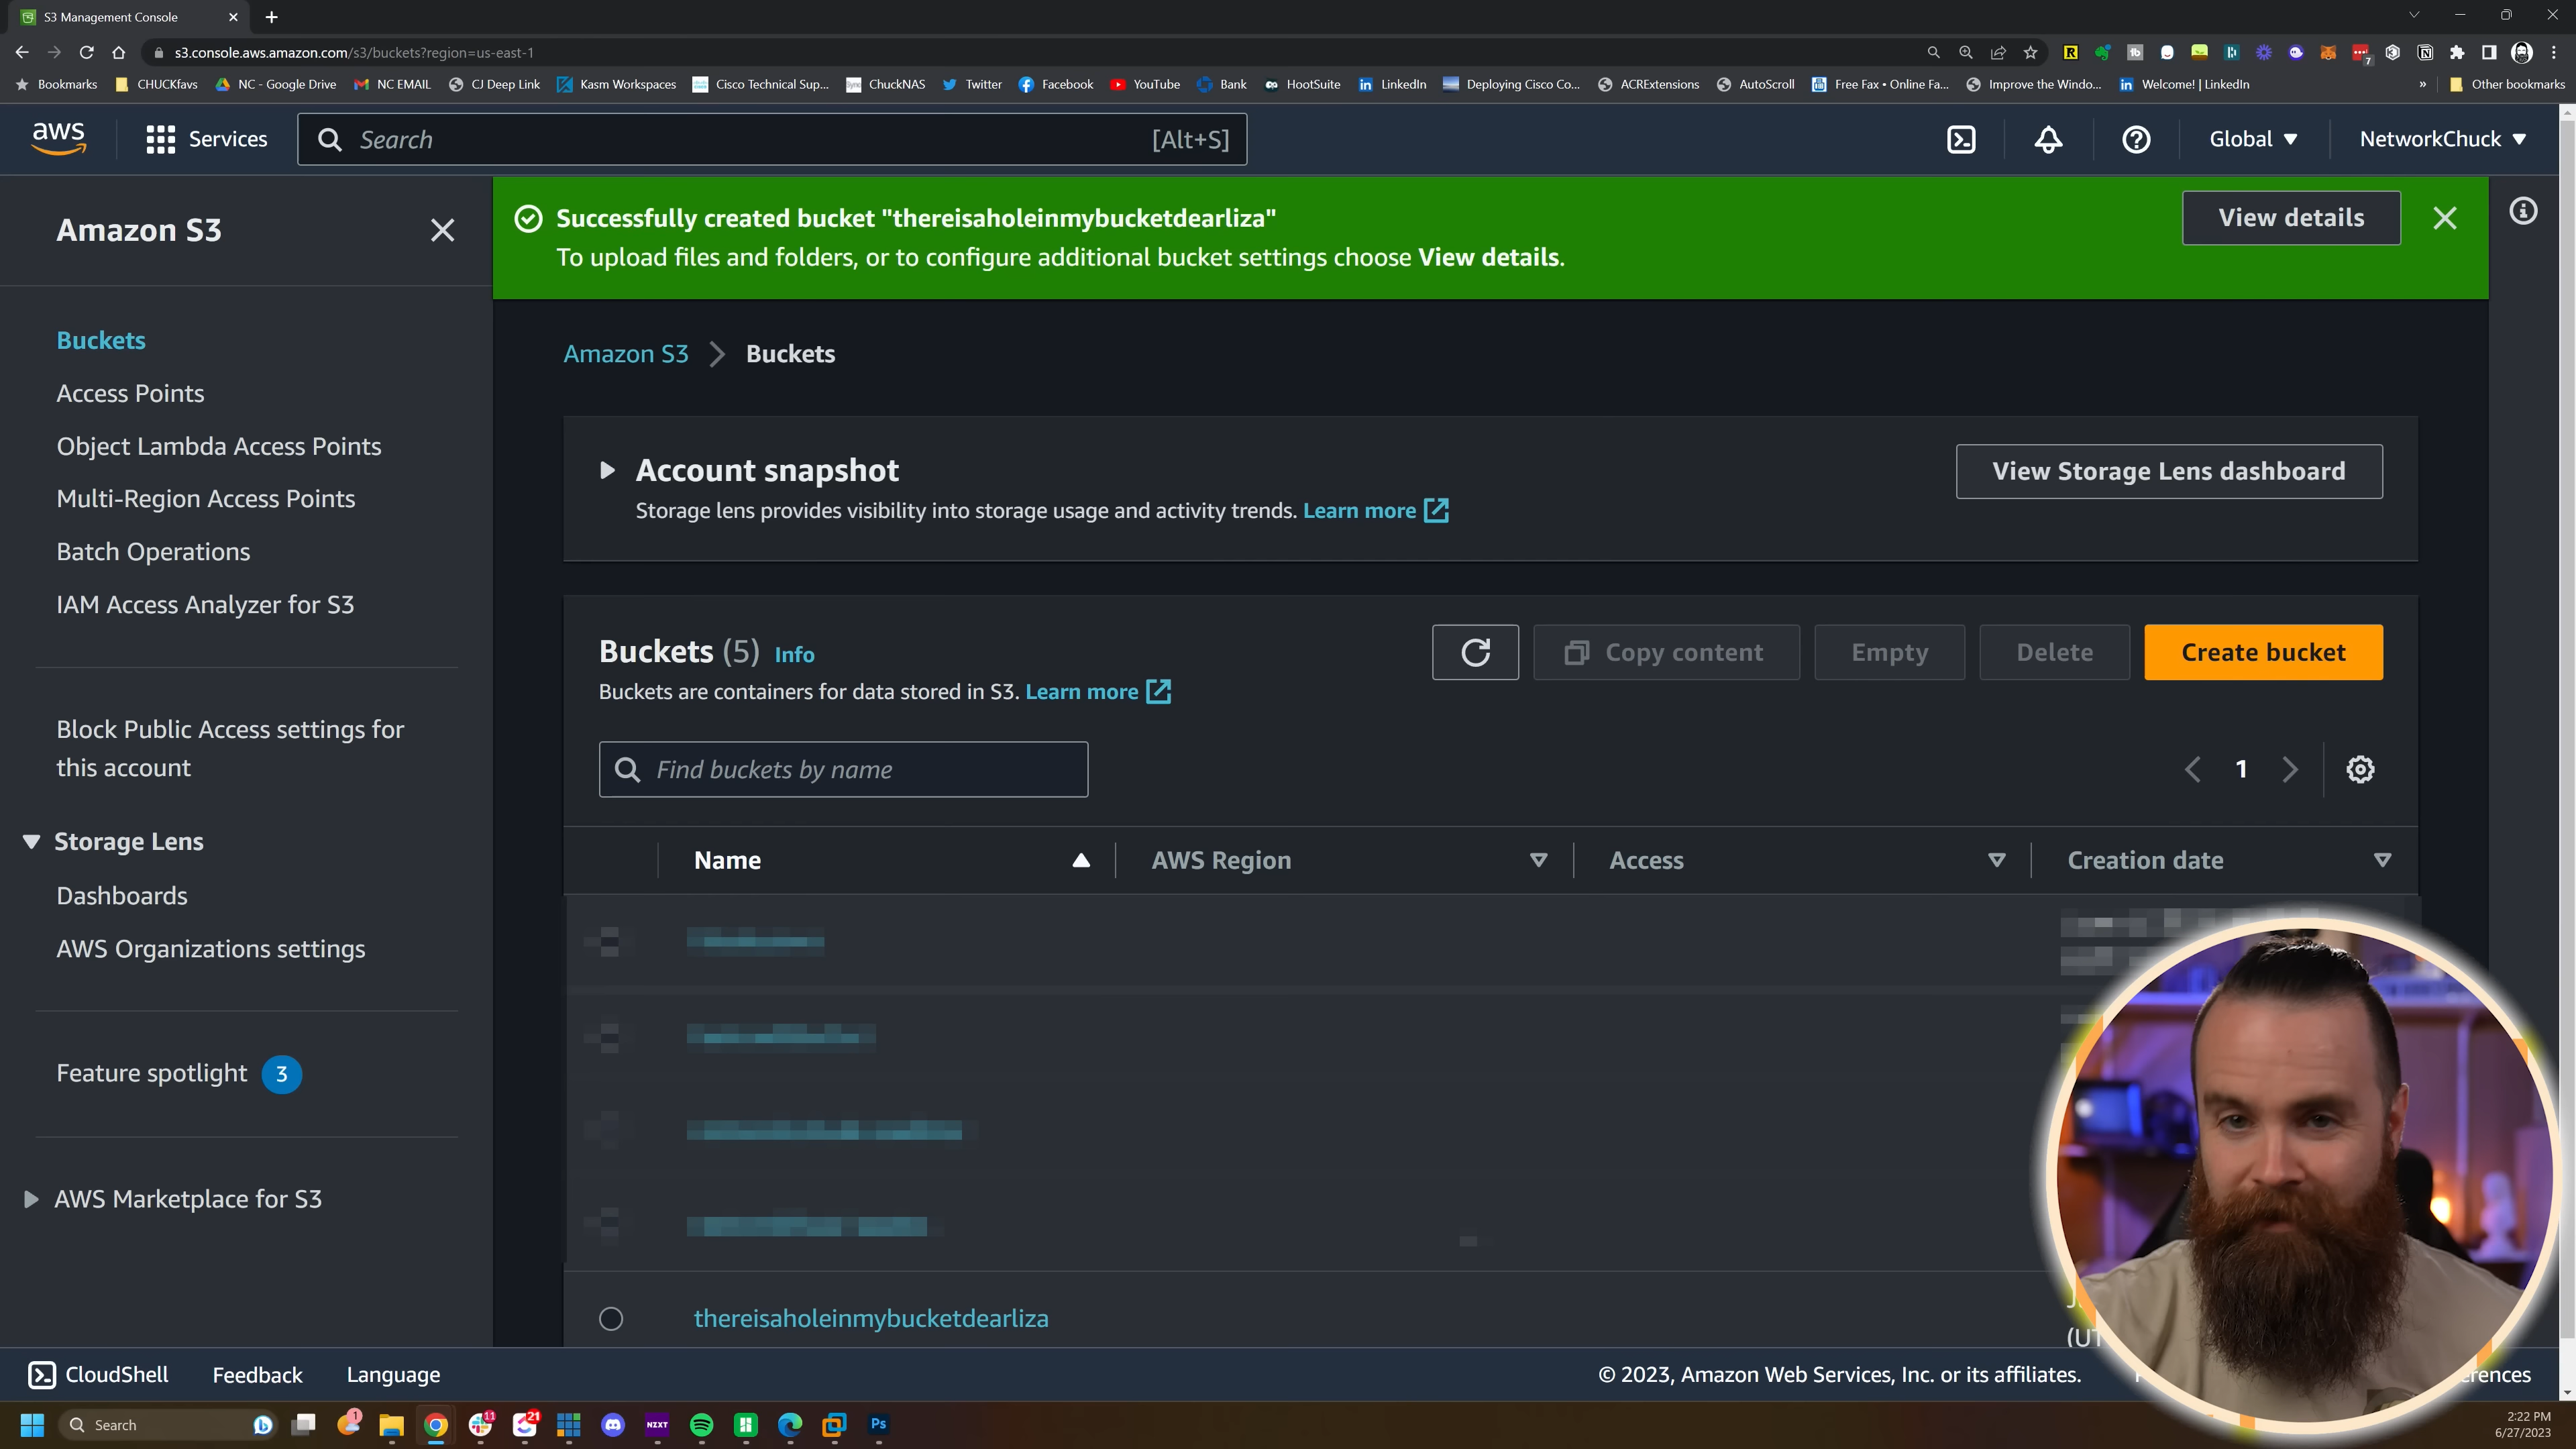 S3 Management Console
s3.console.aws.amazon.com/s3/buckets?region=us-east-1
7
Bookmarks CHUCKfavs NC - Google Drive NC EMAIL CJ Deep Link Kasm Workspaces Cisco Technical Sup... ChuckNAS Twitter Facebook YouTube Bank HootSuite LinkedIn Deploying Cisco Co... ACRExtensions AutoScroll Free Fax • Online Fa... Improve the Windo... Welcome! | LinkedIn » Other bookmarks
aws Services Search [Alt+S] Global NetworkChuck
Amazon S3
Buckets
Access Points
Object Lambda Access Points
Multi-Region Access Points
Batch Operations
IAM Access Analyzer for S3
Block Public Access settings for
this account
Storage Lens
Dashboards
AWS Organizations settings
Feature spotlight 3
AWS Marketplace for S3
Successfully created bucket "thereisaholeinmybucketdearliza"
To upload files and folders, or to configure additional bucket settings choose View details.
View details
Amazon S3 Buckets
Account snapshot
Storage lens provides visibility into storage usage and activity trends. Learn more
View Storage Lens dashboard
Buckets (5) Info
Buckets are containers for data stored in S3. Learn more
Copy content Empty Delete Create bucket
Find buckets by name
1
Name AWS Region Access Creation date
thereisaholeinmybucketdearliza
CloudShell Feedback Language © 2023, Amazon Web Services, Inc. or its affiliates.
Search 1 11 21 NZXT Ps
2:22 PM
6/27/2023